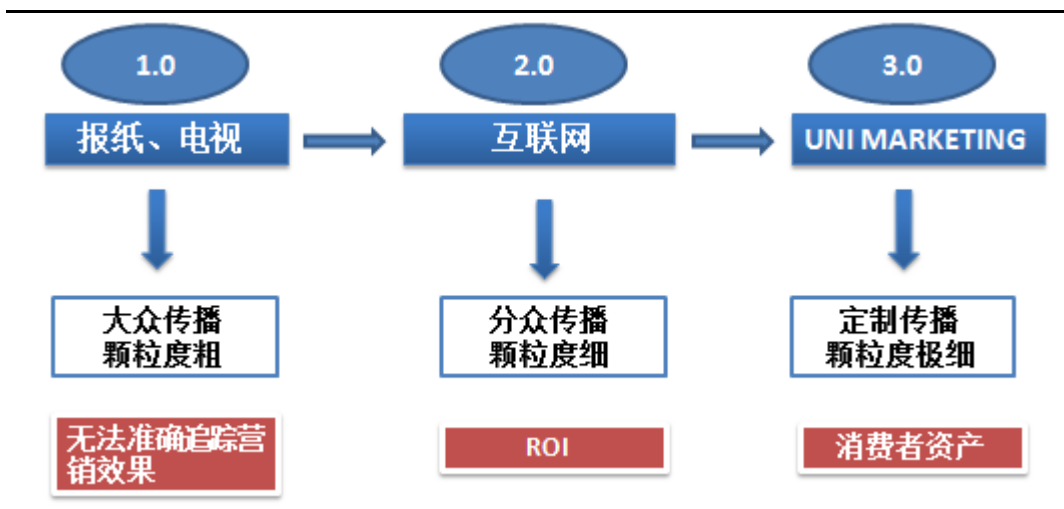 1.0
2.0
3.0
报纸、电视
互联网
UNI MARKETING
大众传播
颗粒度粗
分众传播
颗粒度细
定制传播
颗粒度极细
无法准确追踪营
销效果
ROI
消费者资产